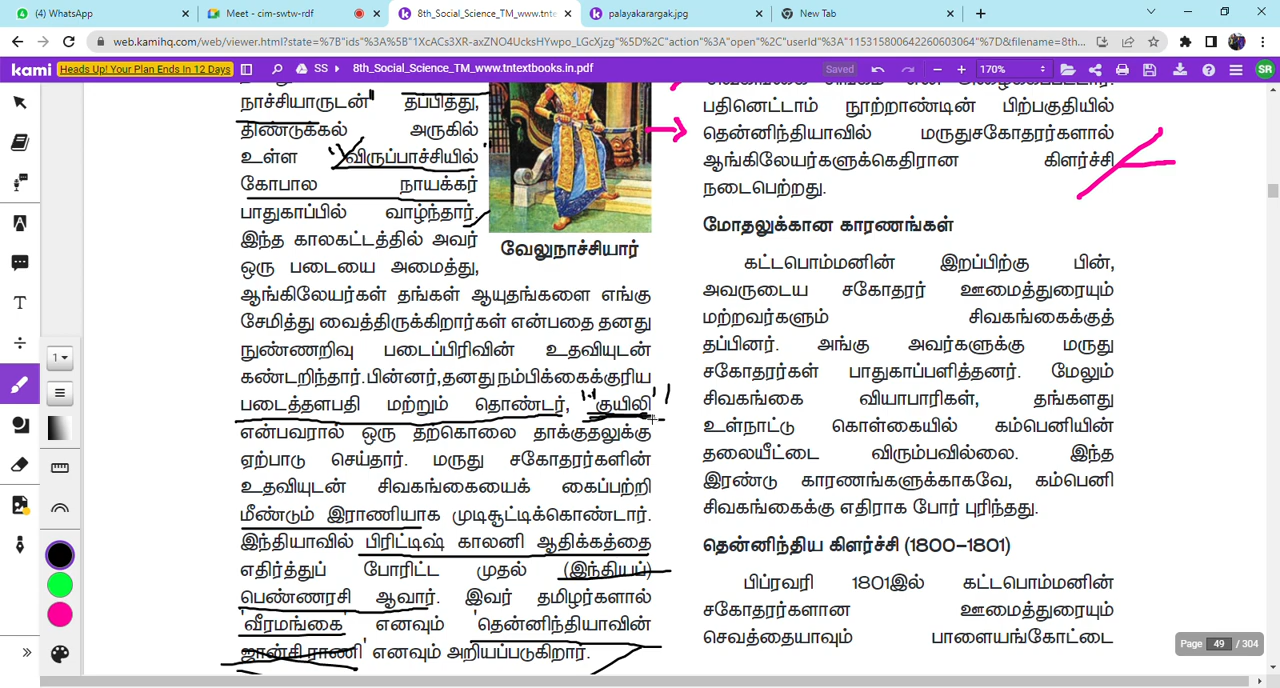 (4) WhatsApp
Meet - cim-swtw-rdf
8th_Social_Science_TM_www.tnte
palayakarargak.jpg
New Tab
web.kamihq.com/web/viewer.html?state=%7B"ids"%3A%5B"1XcACs3XR-axZNO4UcksHYwpo_LGcXjzg"%5D%2C"action"%3A"open"%2C"userId"%3A"115315800642260603064"%7D&filename=8th...
kami
Heads Up! Your Plan Ends In 12 Days
SS
8th_Social_Science_TM_www.tntextbooks.in.pdf
Saved
170%
SR
நாச்சியாருடன் தப்பித்து,
திண்டுக்கல் அருகில்
உள்ள விருப்பாச்சியில்
கோபால நாயக்கர்
பாதுகாப்பில் வாழ்ந்தார்.
இந்த காலகட்டத்தில் அவர்
ஒரு படையை அமைத்து,
வேலுநாச்சியார்
ஆங்கிலேயர்கள் தங்கள் ஆயுதங்களை எங்கு
சேமித்து வைத்திருக்கிறார்கள் என்பதை தனது
நுண்ணறிவு படைப்பிரிவின் உதவியுடன்
கண்டறிந்தார். பின்னர், தனது நம்பிக்கைக்குரிய
படைத்தளபதி மற்றும் தொண்டர், குயிலி
என்பவரால் ஒரு தற்கொலை தாக்குதலுக்கு
ஏற்பாடு செய்தார். மருது சகோதரர்களின்
உதவியுடன் சிவகங்கையைக் கைப்பற்றி
மீண்டும் இராணியாக முடிசூட்டிக்கொண்டார்.
இந்தியாவில் பிரிட்டிஷ் காலனி ஆதிக்கத்தை
எதிர்த்துப் போரிட்ட முதல் (இந்தியப்)
பெண்ணரசி ஆவார். இவர் தமிழர்களால்
'வீரமங்கை' எனவும் 'தென்னிந்தியாவின்
ஜான்சி ராணி' எனவும் அறியப்படுகிறார்.
பதினெட்டாம் நூற்றாண்டின் பிற்பகுதியில்
தென்னிந்தியாவில் மருதுசகோதரர்களால்
ஆங்கிலேயர்களுக்கெதிரான கிளர்ச்சி
நடைபெற்றது.
மோதலுக்கான காரணங்கள்
கட்டபொம்மனின் இறப்பிற்கு பின்,
அவருடைய சகோதரர் ஊமைத்துரையும்
மற்றவர்களும் சிவகங்கைக்குத்
தப்பினர். அங்கு அவர்களுக்கு மருது
சகோதரர்கள் பாதுகாப்பளித்தனர். மேலும்
சிவகங்கை வியாபாரிகள், தங்களது
உள்நாட்டு கொள்கையில் கம்பெனியின்
தலையீட்டை விரும்பவில்லை. இந்த
இரண்டு காரணங்களுக்காகவே, கம்பெனி
சிவகங்கைக்கு எதிராக போர் புரிந்தது.
தென்னிந்திய கிளர்ச்சி (1800-1801)
பிப்ரவரி 1801இல் கட்டபொம்மனின்
சகோதரர்களான ஊமைத்துரையும்
செவத்தையாவும் பாளையங்கோட்டை
Page 49 / 304